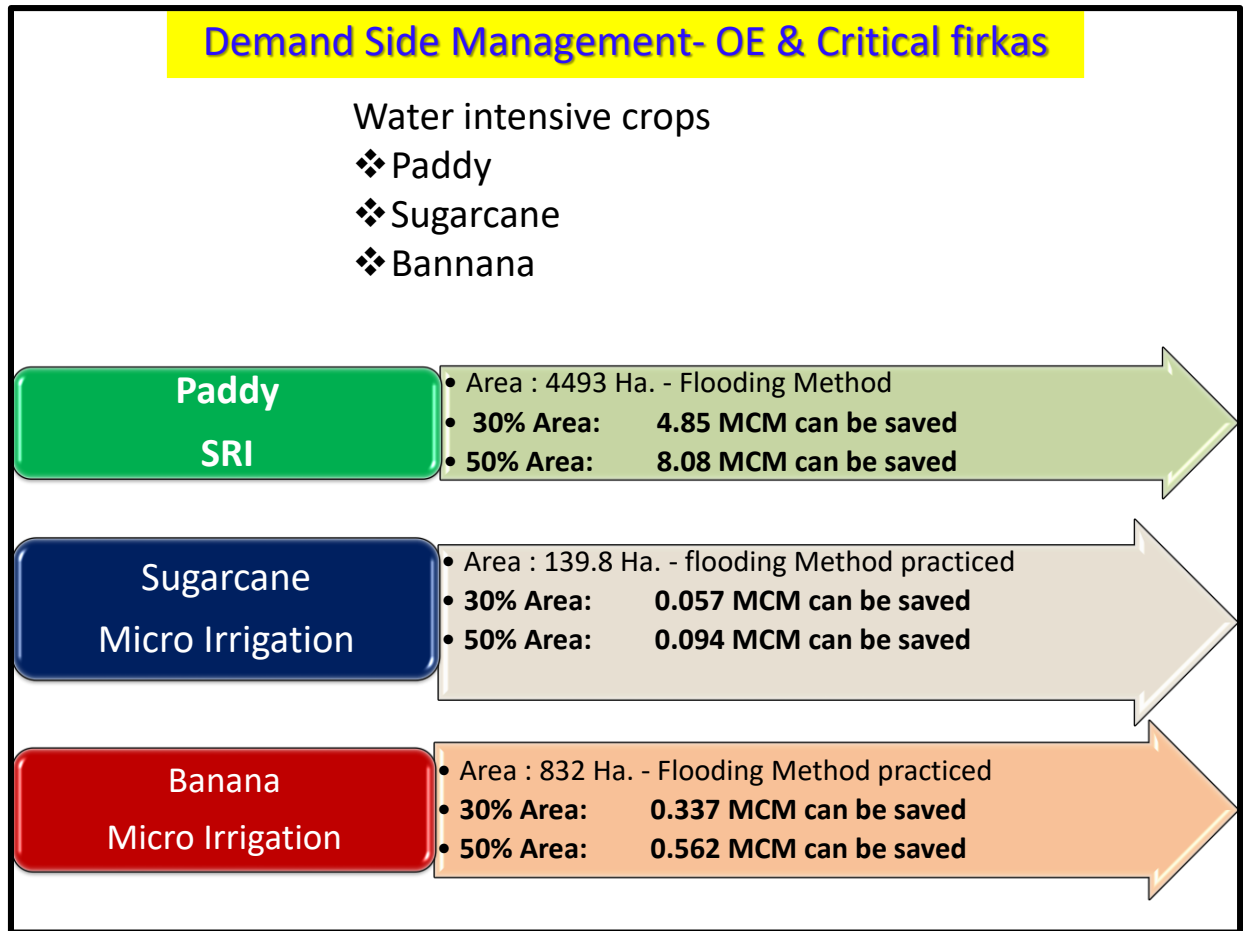 Demand Side Management- OE & Critical firkas
Water intensive crops
❖ Paddy
❖ Sugarcane
❖ Bannana
Paddy
SRI
• Area : 4493 Ha. - Flooding Method
• 30% Area: 4.85 MCM can be saved
• 50% Area: 8.08 MCM can be saved
Sugarcane
Micro Irrigation
• Area : 139.8 Ha. - flooding Method practiced
• 30% Area: 0.057 MCM can be saved
• 50% Area: 0.094 MCM can be saved
Banana
Micro Irrigation
• Area : 832 Ha. - Flooding Method practiced
• 30% Area: 0.337 MCM can be saved
• 50% Area: 0.562 MCM can be saved